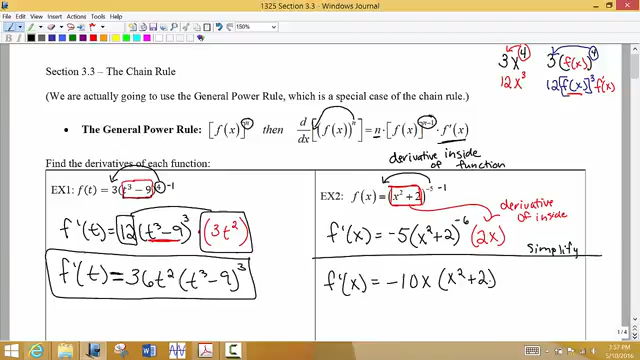 1325 Section 3.3 - Windows Journal
File Edit View Insert Actions Tools Help
3x⁴ 3(f(x))⁴
12x³ 12[f(x)]³ f'(x)
Section 3.3 – The Chain Rule
(We are actually going to use the General Power Rule, which is a special case of the chain rule.)
• The General Power Rule: [f(x)]ⁿ then d/dx[(f(x))ⁿ] = n · [f(x)]ⁿ⁻¹ · f'(x)
derivative inside of function
Find the derivatives of each function:
EX1: f(t) = 3(t³ – 9)⁴ -1
f'(t) = 12 (t³-9)³ · (3t²)
f'(t) = 36t² (t³-9)³
EX2: f(x) = (x² + 2)⁻⁵ -1
derivative of inside
f'(x) = -5(x²+2)⁻⁶ (2x)
simplify
f'(x) = -10x (x²+2)
1/4
7:57 PM
5/10/2016